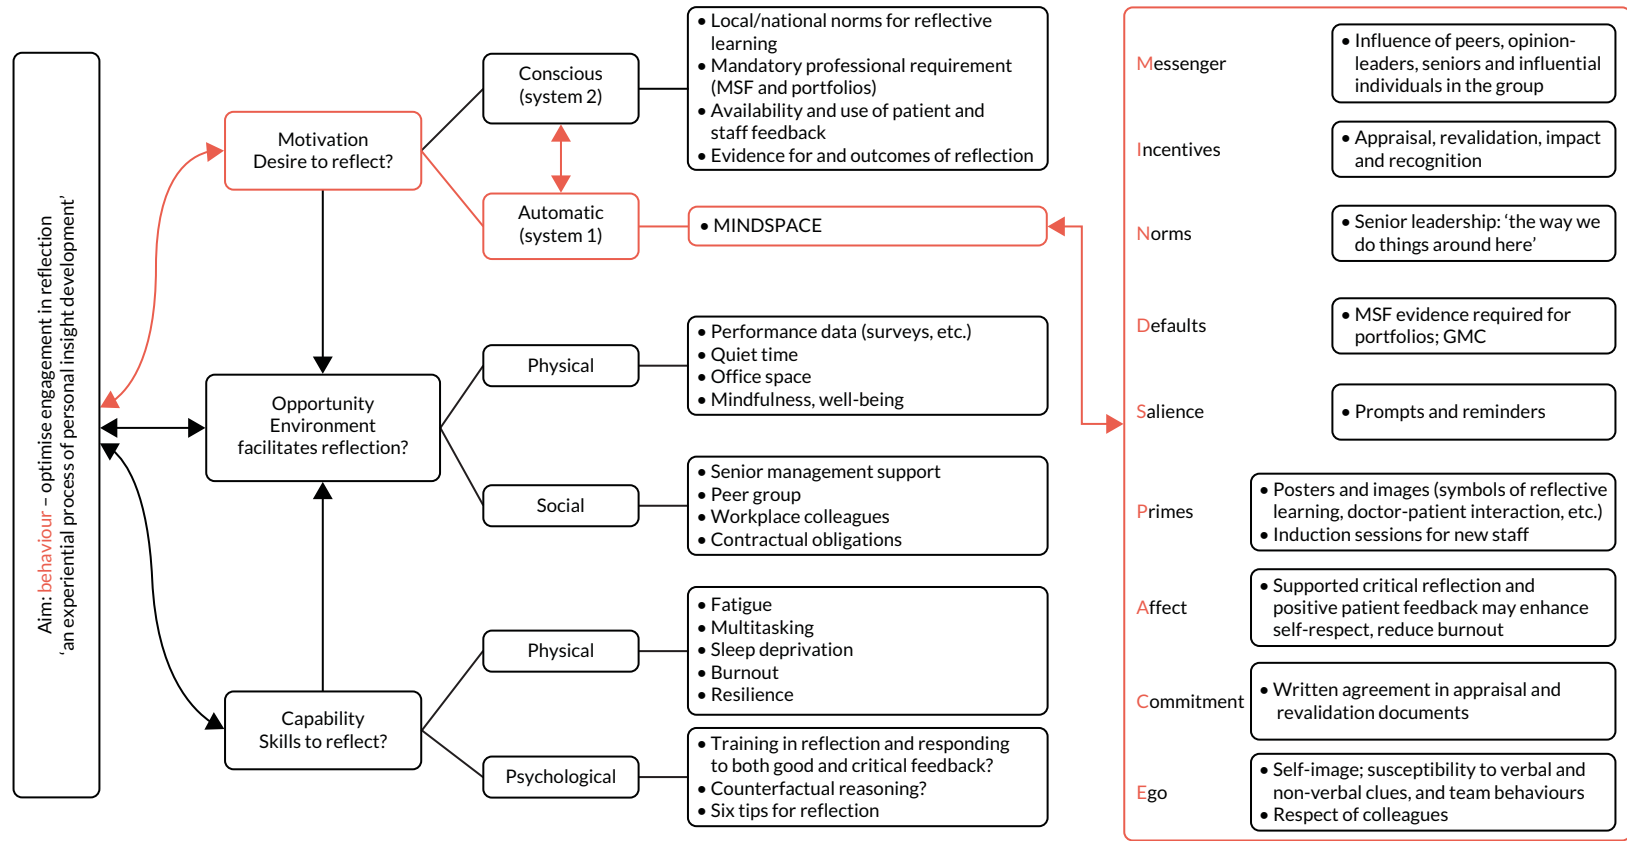 Aim: behaviour – optimise engagement in reflection
‘an experiential process of personal insight development’
Motivation
Desire to reflect?
Opportunity
Environment
facilitates reflection?
Capability
Skills to reflect?
Conscious
(system 2)
Automatic
(system 1)
Physical
Social
Physical
Psychological
• Local/national norms for reflective
learning
• Mandatory professional requirement
(MSF and portfolios)
• Availability and use of patient and
staff feedback
• Evidence for and outcomes of reflection
• MINDSPACE
• Performance data (surveys, etc.)
• Quiet time
• Office space
• Mindfulness, well-being
• Senior management support
• Peer group
• Workplace colleagues
• Contractual obligations
• Fatigue
• Multitasking
• Sleep deprivation
• Burnout
• Resilience
• Training in reflection and responding
to both good and critical feedback?
• Counterfactual reasoning?
• Six tips for reflection
Messenger
• Influence of peers, opinion-
leaders, seniors and influential
individuals in the group
Incentives
• Appraisal, revalidation, impact
and recognition
Norms
• Senior leadership: ‘the way we
do things around here’
Defaults
• MSF evidence required for
portfolios; GMC
Salience
• Prompts and reminders
Primes
• Posters and images (symbols of reflective
learning, doctor-patient interaction, etc.)
• Induction sessions for new staff
Affect
• Supported critical reflection and
positive patient feedback may enhance
self-respect, reduce burnout
Commitment
• Written agreement in appraisal and
revalidation documents
Ego
• Self-image; susceptibility to verbal and
non-verbal clues, and team behaviours
• Respect of colleagues